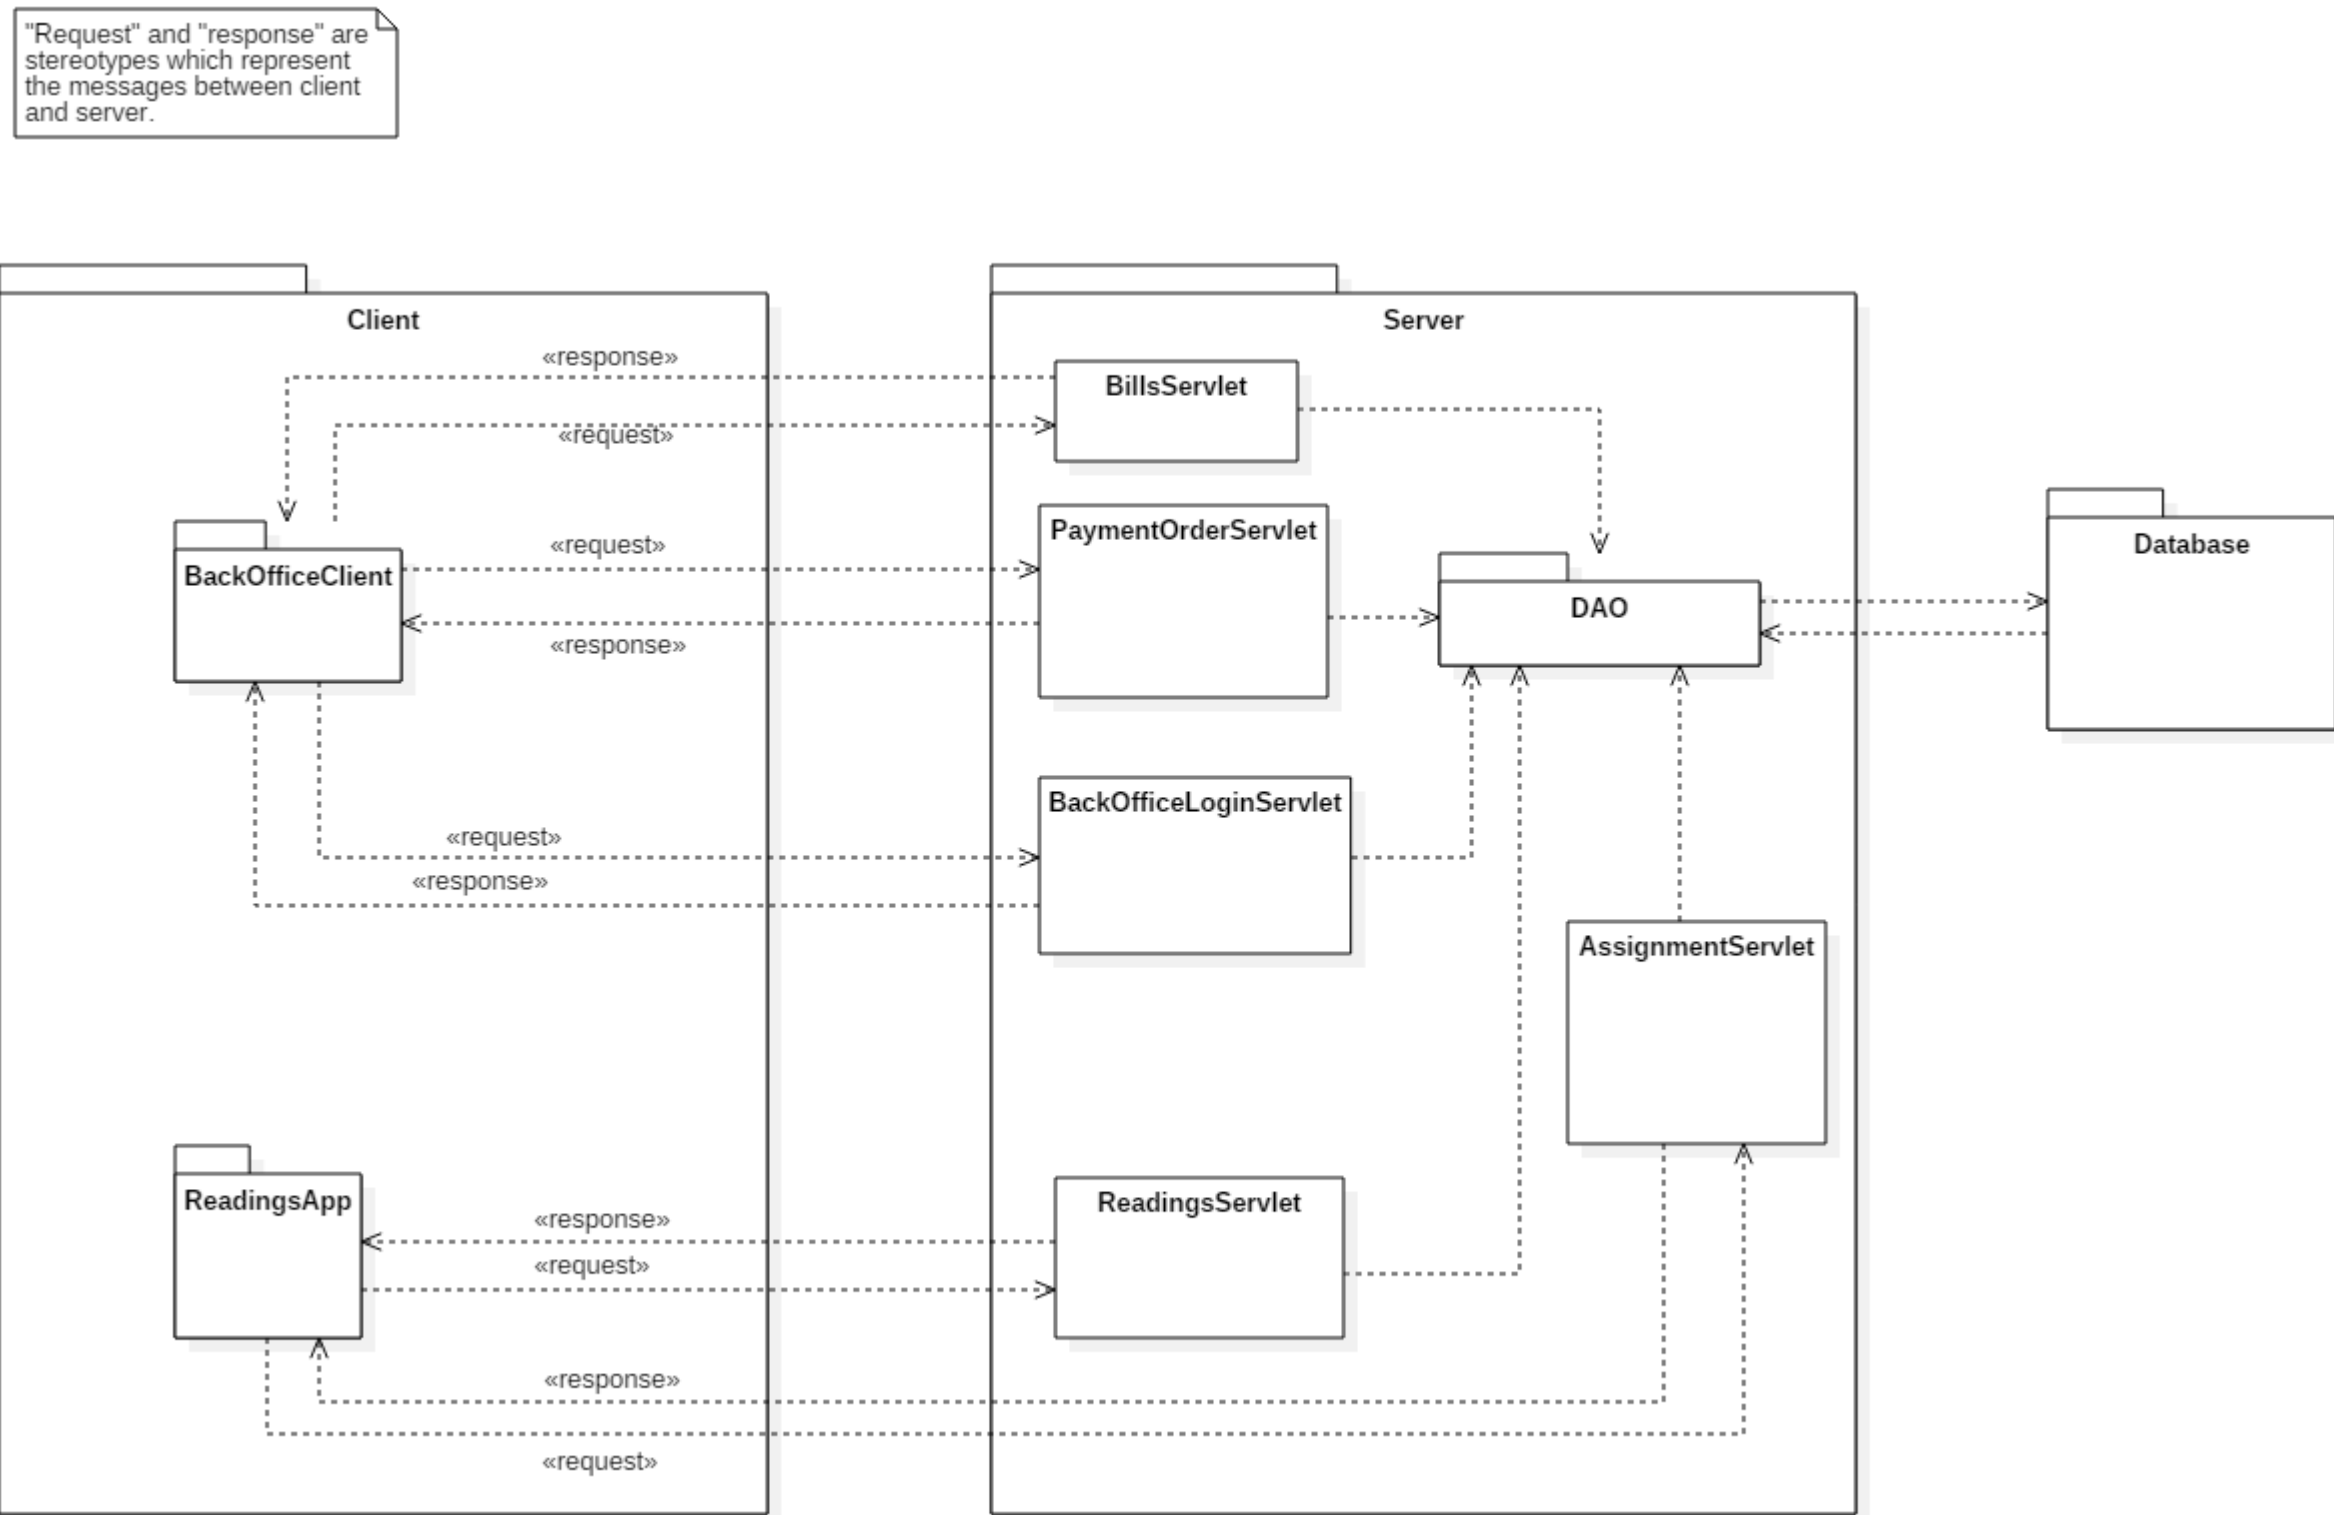 "Request" and "response" are
stereotypes which represent
the messages between client
and server.
Client
Server
«response»
BillsServlet
«request»
PaymentOrderServlet
«request»
Database
BackOfficeClient
DAO
«response»
BackOfficeLoginServlet
«request»
«response»
AssignmentServlet
ReadingsApp
ReadingsServlet
«response»
«request»
«response»
«request»